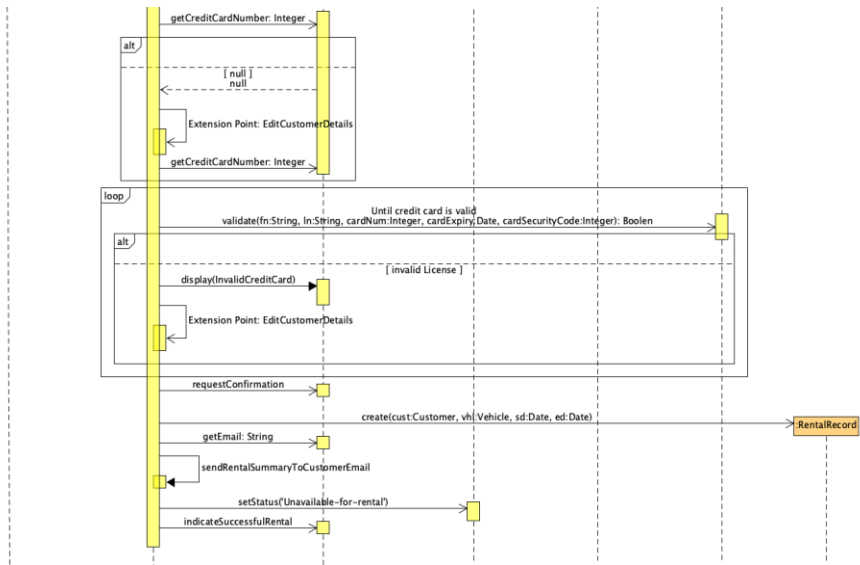 getCreditCardNumber: Integer
alt
[ null ]
null
Extension Point: EditCustomerDetails
getCreditCardNumber: Integer
loop
Until credit card is valid
validate(fn:String, ln:String, cardNum:Integer, cardExpiry:Date, cardSecurityCode:Integer): Boolen
alt
[ invalid License ]
display(InvalidCreditCard)
Extension Point: EditCustomerDetails
requestConfirmation
create(cust:Customer, vhl:Vehicle, sd:Date, ed:Date)
:RentalRecord
getEmail: String
sendRentalSummaryToCustomerEmail
setStatus('Unavailable-for-rental')
indicateSuccessfulRental